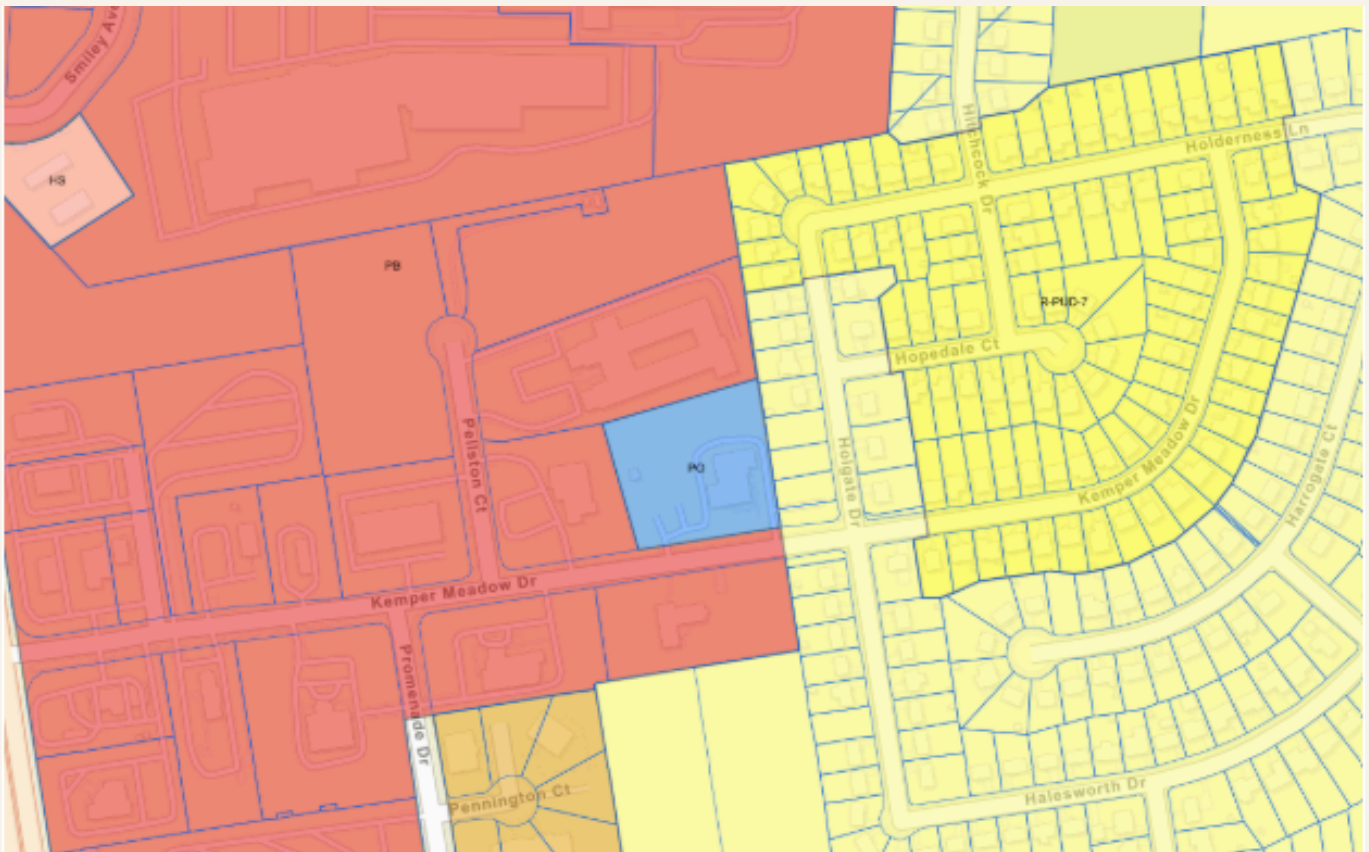 Smiley Ave
HS
PB
Hitchcock Dr
Holderness Ln
R-PUD-7
Hopedale Ct
Pellston Ct
PO
Holgate Dr
Kemper Meadow Dr
Harrogate Ct
Kemper Meadow Dr
Promenade Dr
Pennington Ct
Halesworth Dr